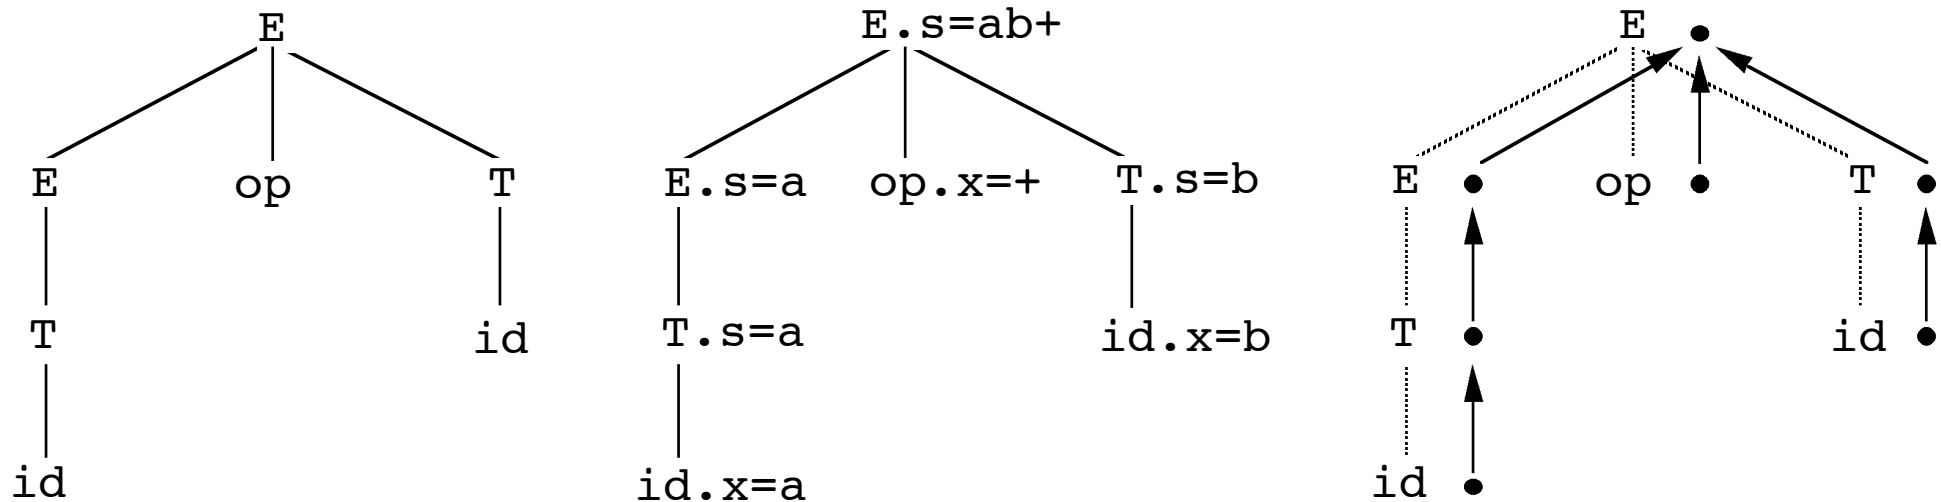 E
E op T
T id
id
E.s=ab+
E.s=a op.x=+ T.s=b
T.s=a id.x=b
id.x=a
E
E op T
T id
id